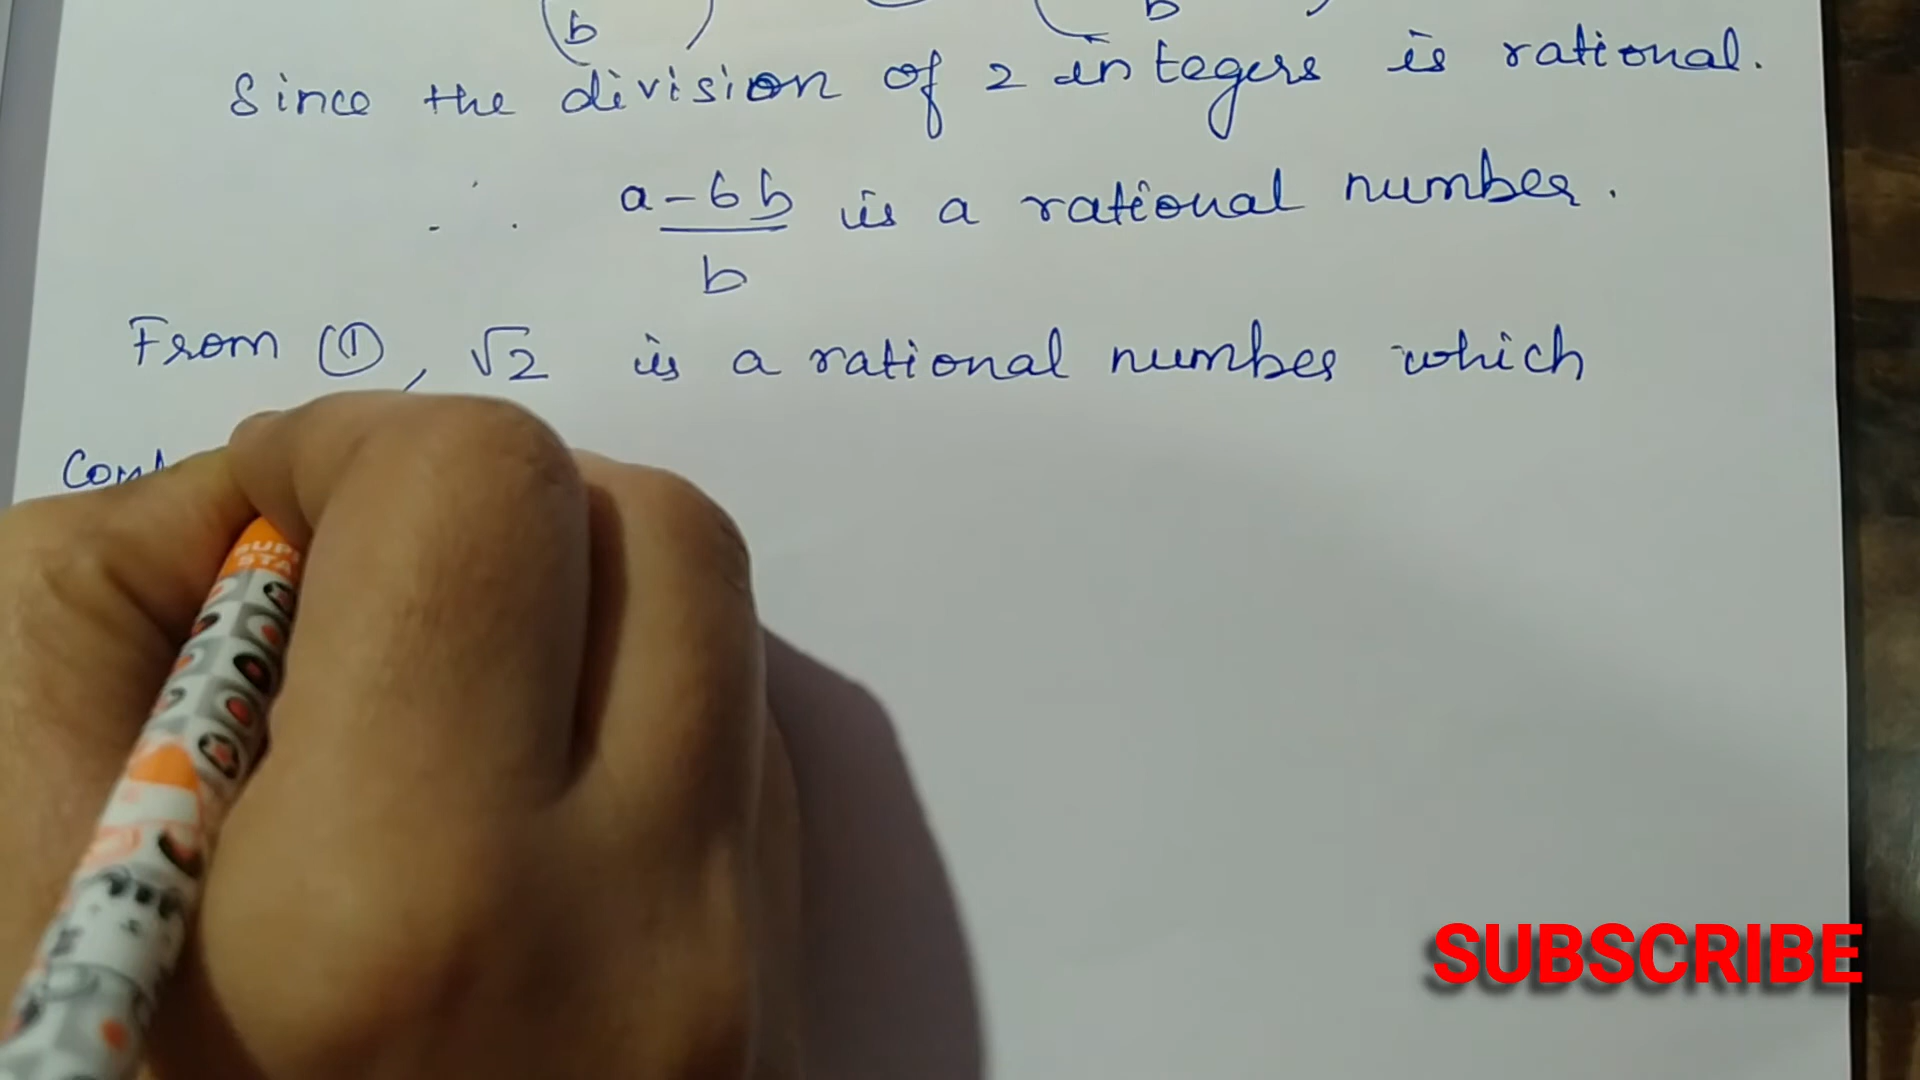 b b
Since the division of 2 integers is rational.
∴ a-6b is a rational number.
b
From ①, √2 is a rational number which
SUBSCRIBE